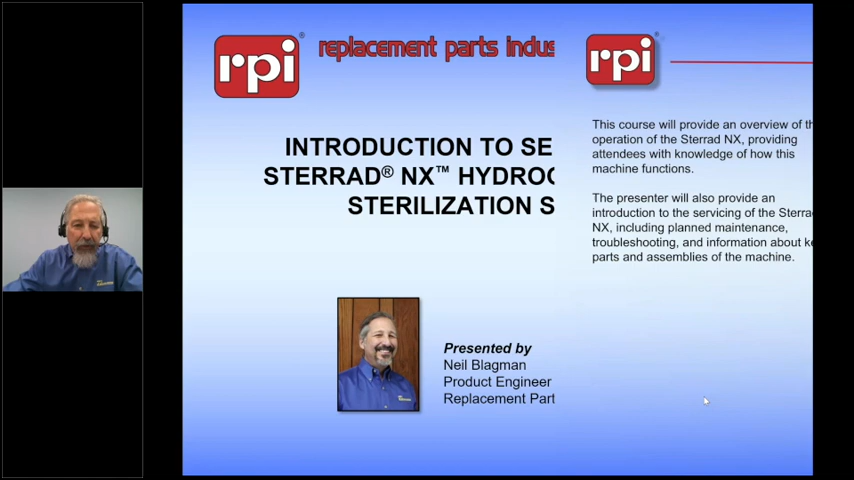 rpi
®
replacement parts indus
INTRODUCTION TO SE
STERRAD® NX™ HYDROG
STERILIZATION S
Presented by
Neil Blagman
Product Engineer
Replacement Part
rpi
This course will provide an overview of th
operation of the Sterrad NX, providing
attendees with knowledge of how this
machine functions.
The presenter will also provide an
introduction to the servicing of the Sterra
NX, including planned maintenance,
troubleshooting, and information about ke
parts and assemblies of the machine.